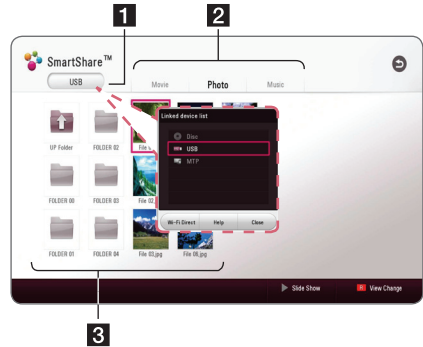 1
2
SmartShare™
USB
Movie
Photo
Music
Linked device list
Disc
USB
MTP
Wi-Fi Direct
Help
Close
UP Folder
FOLDER 02
FOLDER 00
FOLDER 03
File 02
FOLDER 01
FOLDER 04
File 03.jpg
File 06.jpg
Slide Show
R
View Change
3